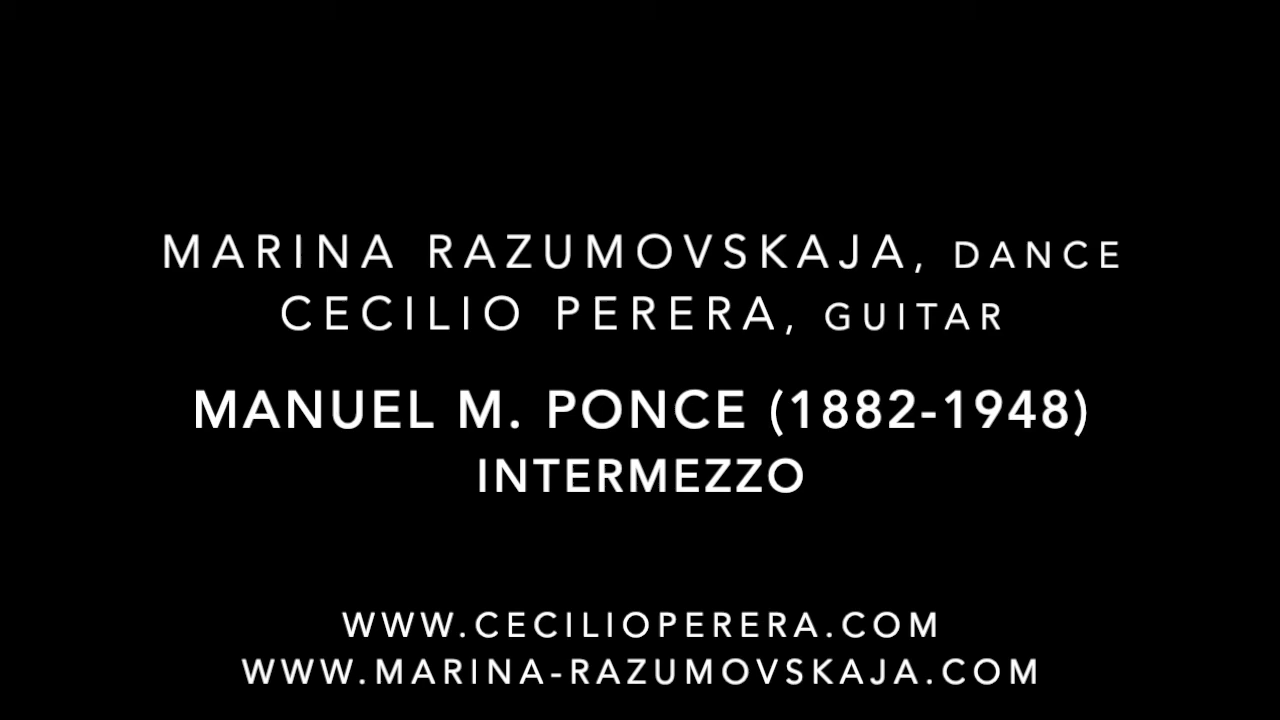 MARINA RAZUMOVSKAJA, DANCE
CECILIO PERERA, GUITAR
MANUEL M. PONCE (1882-1948)
INTERMEZZO
WWW.CECILIOPERERA.COM
WWW.MARINA-RAZUMOVSKAJA.COM